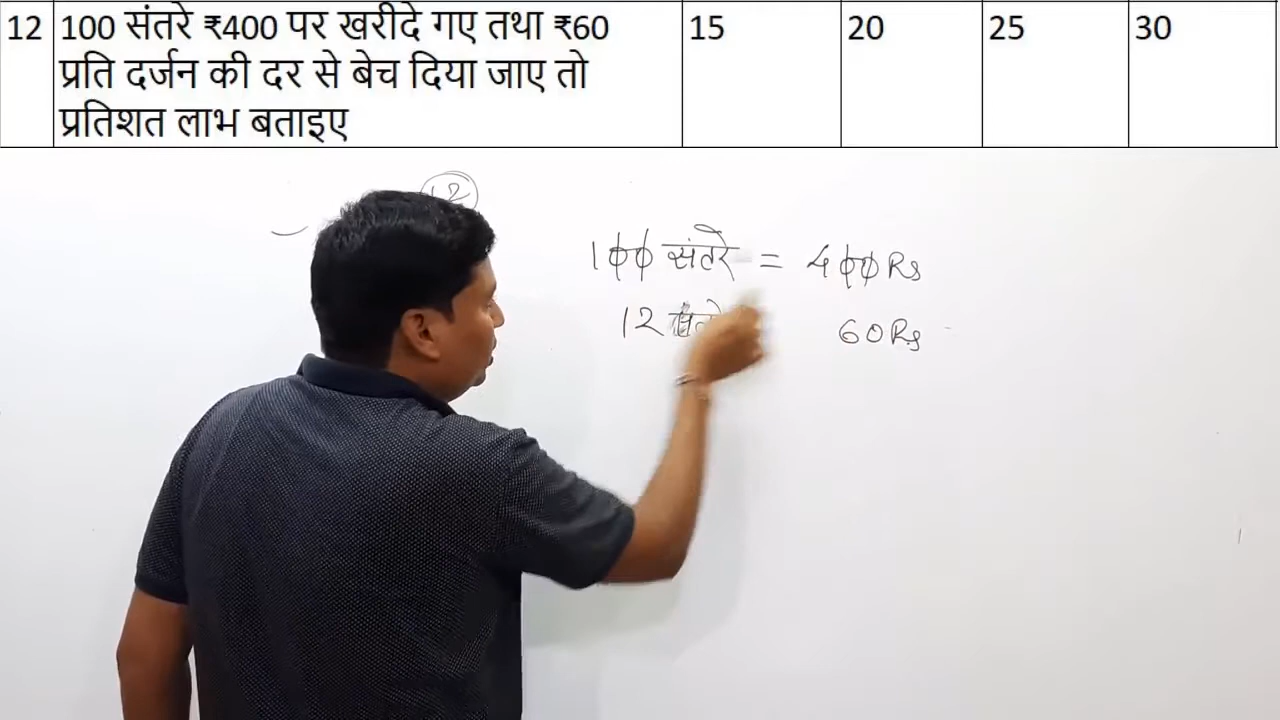 12 100 संतरे ₹400 पर खरीदे गए तथा ₹60 15 20 25 30
प्रति दर्जन की दर से बेच दिया जाए तो
प्रतिशत लाभ बताइए
12
100 संतरे = 400 Rs
12 60 Rs